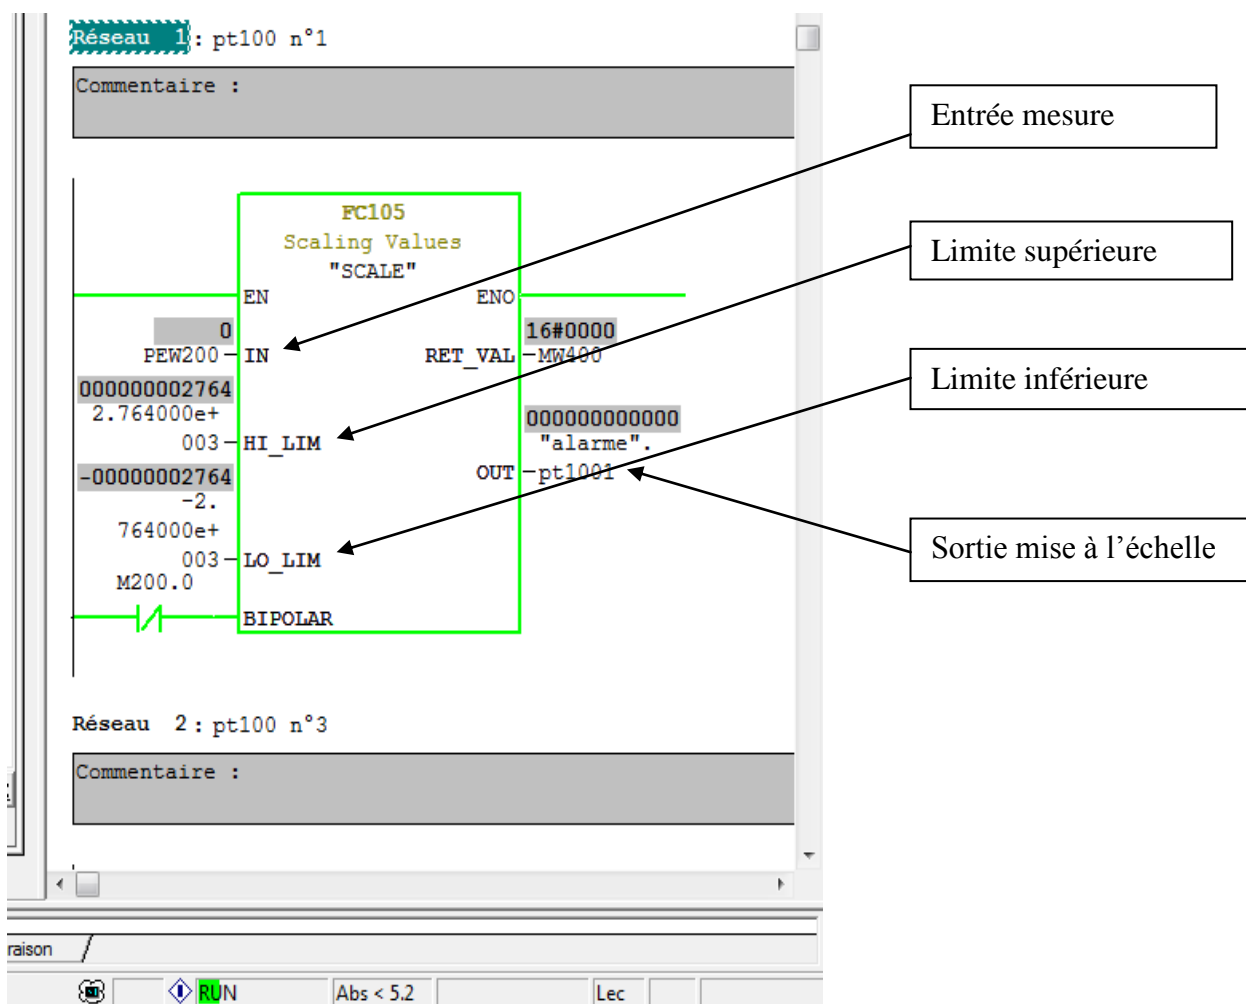 Réseau 1 : pt100 n°1
Commentaire :
Entrée mesure
FC105
Scaling Values
"SCALE"
Limite supérieure
EN ENO
0 16#0000
PEW200 IN RET_VAL MW400
Limite inférieure
000000002764
2.764000e+ 000000000000
003 HI_LIM "alarme".
-00000002764 OUT pt1001
-2.
764000e+
003 LO_LIM
Sortie mise à l’échelle
M200.0
BIPOLAR
Réseau 2 : pt100 n°3
Commentaire :
raison
RUN Abs < 5.2 Lec